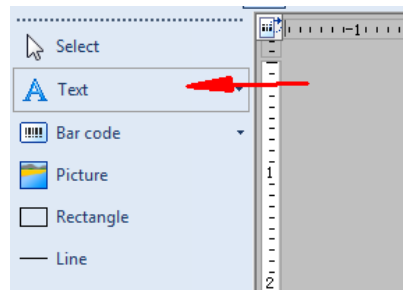 Select
Text
Bar code
Picture
Rectangle
Line
1
1
2